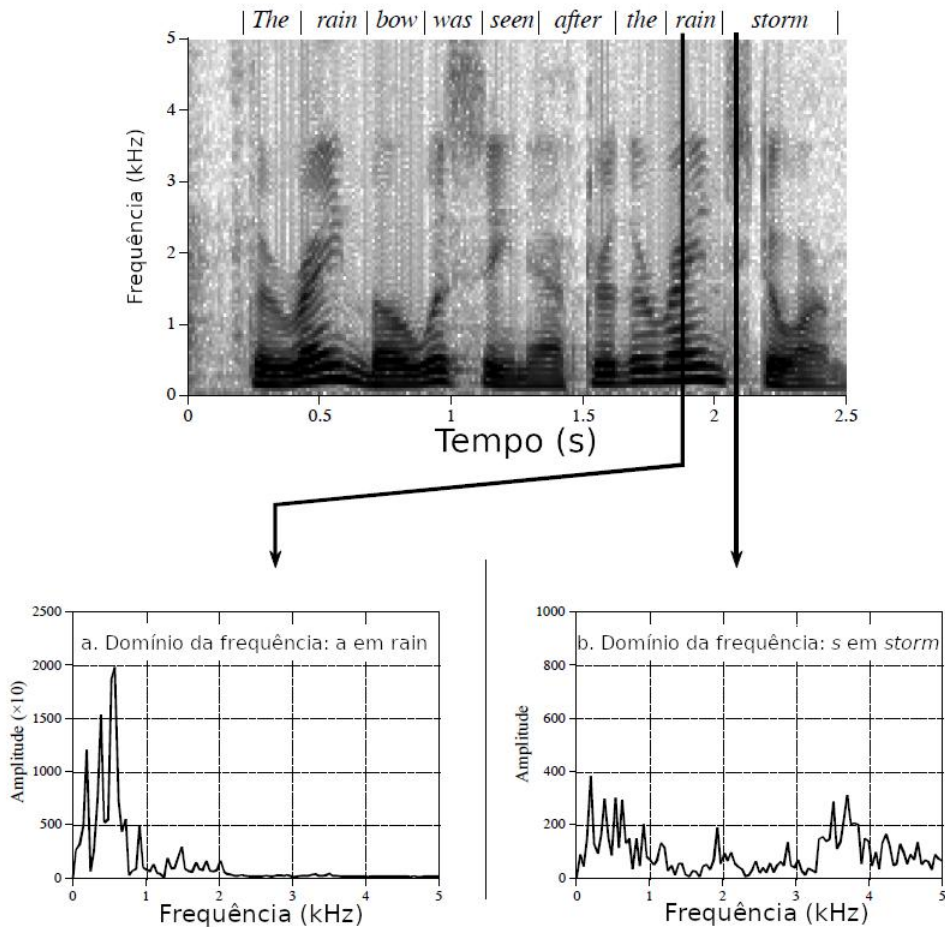 The | rain | bow | was | seen | after | the | rain | storm
5
4
3
2
1
0
Frequência (kHz)
0 0.5 1 1.5 2 2.5
Tempo (s)
a. Domínio da frequência: a em rain
2500
2000
1500
1000
500
0
Amplitude (×10)
0 1 2 3 4 5
Frequência (kHz)
b. Domínio da frequência: s em storm
1000
800
600
400
200
0
Amplitude
0 1 2 3 4 5
Frequência (kHz)